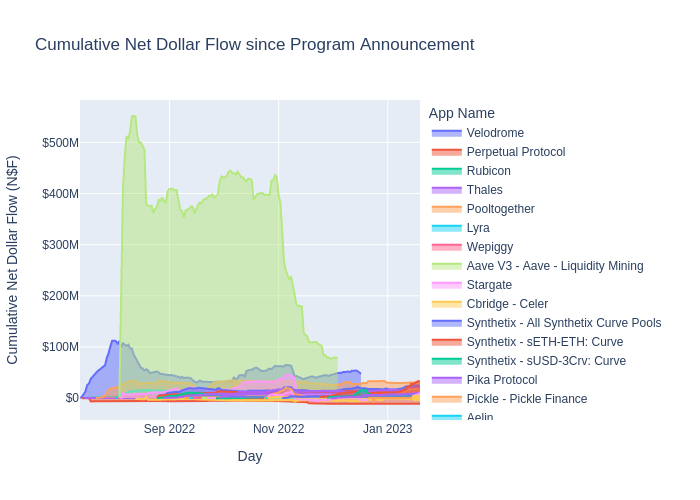 Cumulative Net Dollar Flow since Program Announcement
App Name
Velodrome
Perpetual Protocol
Rubicon
Thales
Pooltogether
Lyra
Wepiggy
Aave V3 - Aave - Liquidity Mining
Stargate
Cbridge - Celer
Synthetix - All Synthetix Curve Pools
Synthetix - sETH-ETH: Curve
Synthetix - sUSD-3Crv: Curve
Pika Protocol
Pickle - Pickle Finance
Aelin
Cumulative Net Dollar Flow (N$F)
$500M
$400M
$300M
$200M
$100M
$0
Sep 2022
Nov 2022
Jan 2023
Day